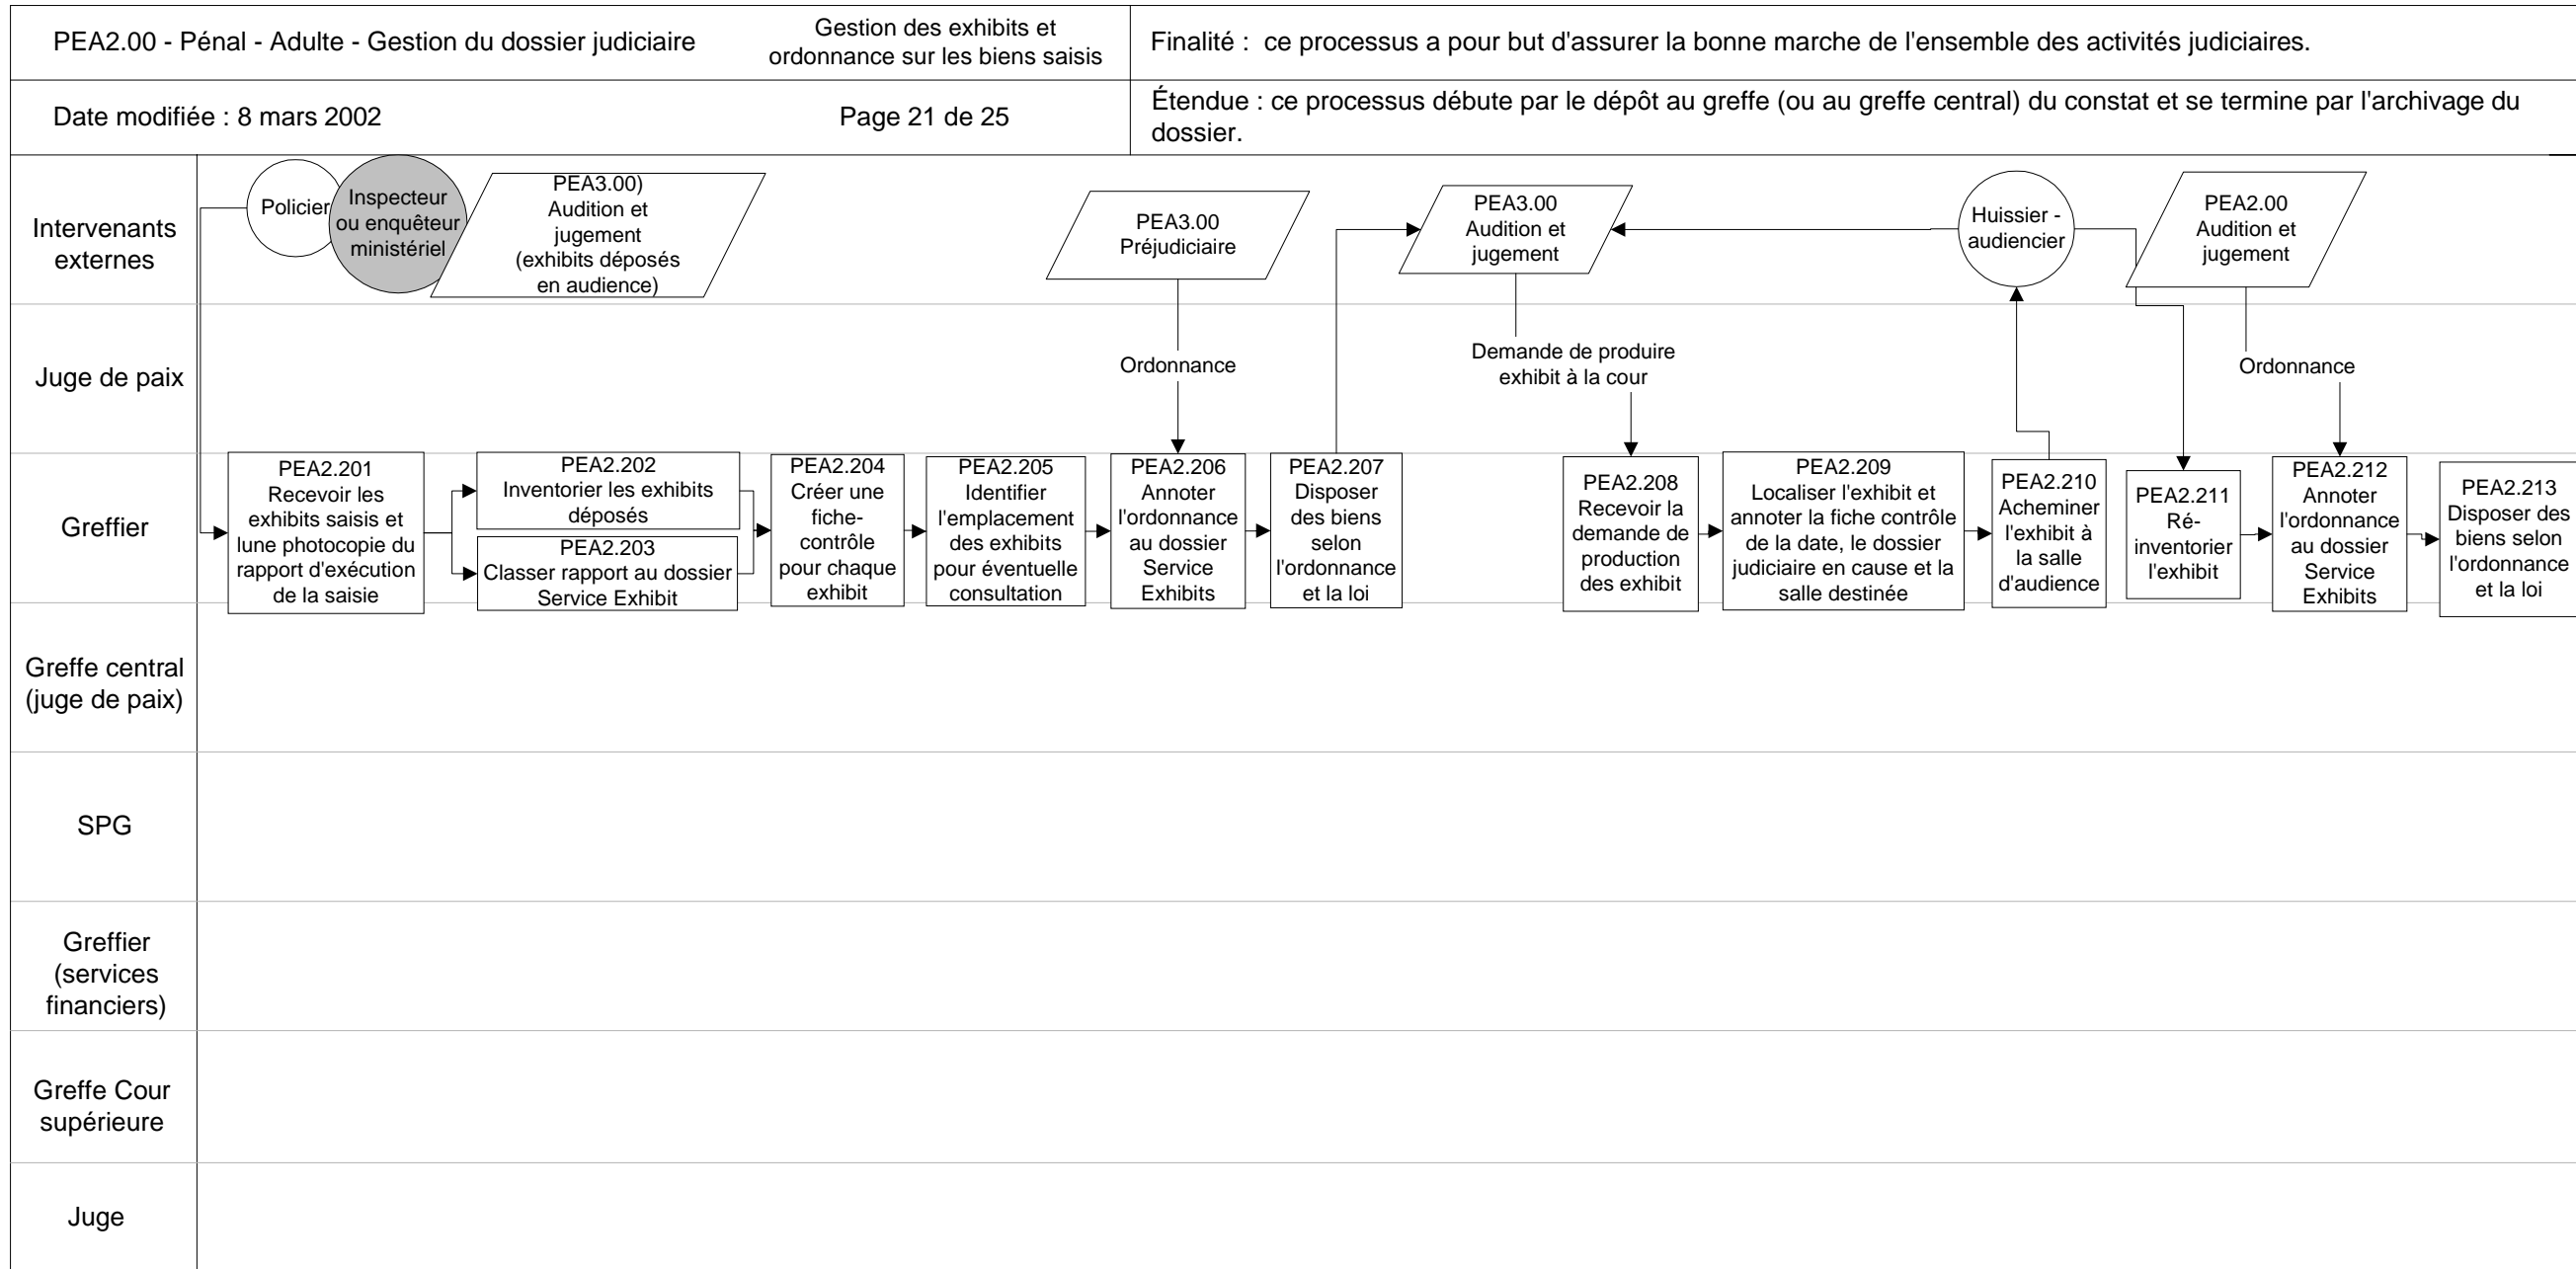 PEA2.00 - Pénal - Adulte - Gestion du dossier judiciaire
Gestion des exhibits et
ordonnance sur les biens saisis
Finalité : ce processus a pour but d'assurer la bonne marche de l'ensemble des activités judiciaires.
Date modifiée : 8 mars 2002
Page 21 de 25
Étendue : ce processus débute par le dépôt au greffe (ou au greffe central) du constat et se termine par l'archivage du
dossier.
Intervenants
externes
Policier
Inspecteur
ou enquêteur
ministériel
PEA3.00)
Audition et
jugement
(exhibits déposés
en audience)
PEA3.00
Préjudiciaire
PEA3.00
Audition et
jugement
Huissier -
audiencier
PEA2.00
Audition et
jugement
Juge de paix
Ordonnance
Demande de produire
exhibit à la cour
Ordonnance
Greffier
PEA2.201
Recevoir les
exhibits saisis et
lune photocopie du
rapport d'exécution
de la saisie
PEA2.202
Inventorier les exhibits
déposés
PEA2.203
Classer rapport au dossier
Service Exhibit
PEA2.204
Créer une
fiche-
contrôle
pour chaque
exhibit
PEA2.205
Identifier
l'emplacement
des exhibits
pour éventuelle
consultation
PEA2.206
Annoter
l'ordonnance
au dossier
Service
Exhibits
PEA2.207
Disposer
des biens
selon
l'ordonnance
et la loi
PEA2.208
Recevoir la
demande de
production
des exhibit
PEA2.209
Localiser l'exhibit et
annoter la fiche contrôle
de la date, le dossier
judiciaire en cause et la
salle destinée
PEA2.210
Acheminer
l'exhibit à
la salle
d'audience
PEA2.211
Ré-
inventorier
l'exhibit
PEA2.212
Annoter
l'ordonnance
au dossier
Service
Exhibits
PEA2.213
Disposer des
biens selon
l'ordonnance
et la loi
Greffe central
(juge de paix)
SPG
Greffier
(services
financiers)
Greffe Cour
supérieure
Juge